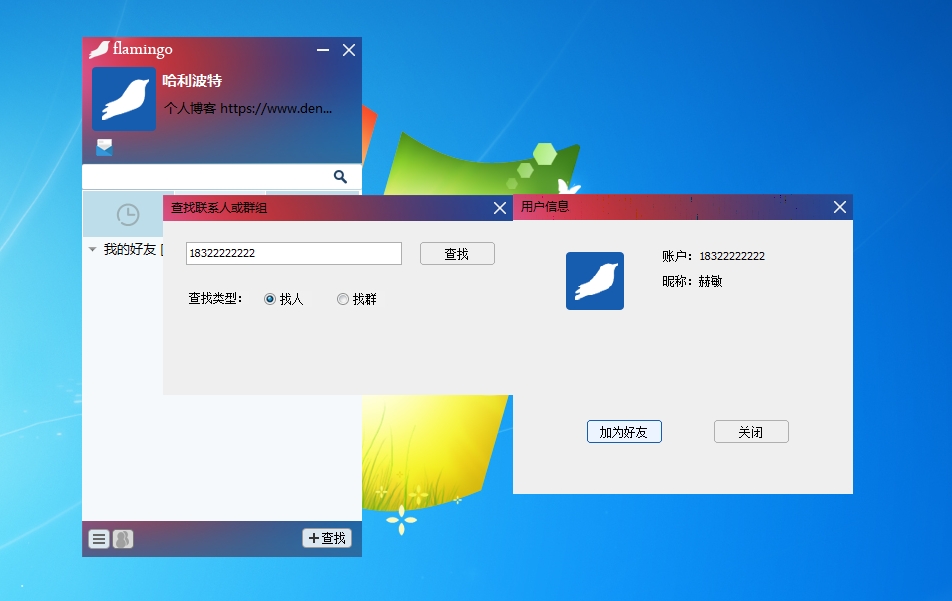 flamingo
哈利波特
个人博客 https://www.den...
查找联系人或群组
用户信息
18322222222
查找
账户：18322222222
昵称：赫敏
我的好友 [
查找类型：
找人
找群
加为好友
关闭
+查找